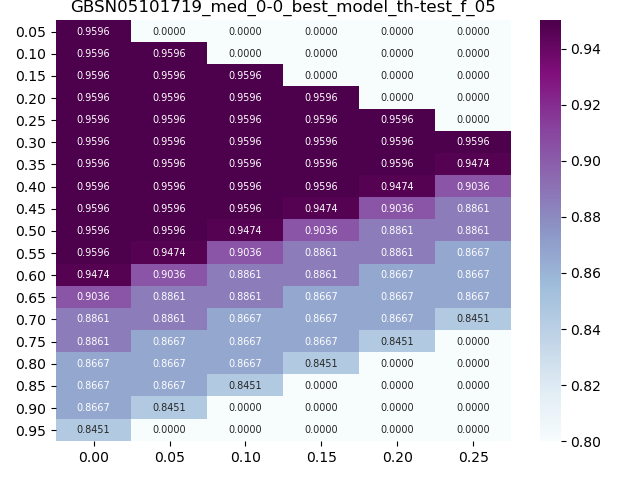 GBSN05101719_med_0-0_best_model_th-test_f_05
0.05 0.9596 0.0000 0.0000 0.0000 0.0000 0.0000
0.10 0.9596 0.9596 0.0000 0.0000 0.0000 0.0000
0.15 0.9596 0.9596 0.9596 0.0000 0.0000 0.0000
0.20 0.9596 0.9596 0.9596 0.9596 0.0000 0.0000
0.25 0.9596 0.9596 0.9596 0.9596 0.9596 0.0000
0.30 0.9596 0.9596 0.9596 0.9596 0.9596 0.9596
0.35 0.9596 0.9596 0.9596 0.9596 0.9596 0.9474
0.40 0.9596 0.9596 0.9596 0.9596 0.9474 0.9036
0.45 0.9596 0.9596 0.9596 0.9474 0.9036 0.8861
0.50 0.9596 0.9596 0.9474 0.9036 0.8861 0.8861
0.55 0.9596 0.9474 0.9036 0.8861 0.8861 0.8667
0.60 0.9474 0.9036 0.8861 0.8861 0.8667 0.8667
0.65 0.9036 0.8861 0.8861 0.8667 0.8667 0.8667
0.70 0.8861 0.8861 0.8667 0.8667 0.8667 0.8451
0.75 0.8861 0.8667 0.8667 0.8667 0.8451 0.0000
0.80 0.8667 0.8667 0.8667 0.8451 0.0000 0.0000
0.85 0.8667 0.8667 0.8451 0.0000 0.0000 0.0000
0.90 0.8667 0.8451 0.0000 0.0000 0.0000 0.0000
0.95 0.8451 0.0000 0.0000 0.0000 0.0000 0.0000
0.00 0.05 0.10 0.15 0.20 0.25
0.94
0.92
0.90
0.88
0.86
0.84
0.82
0.80